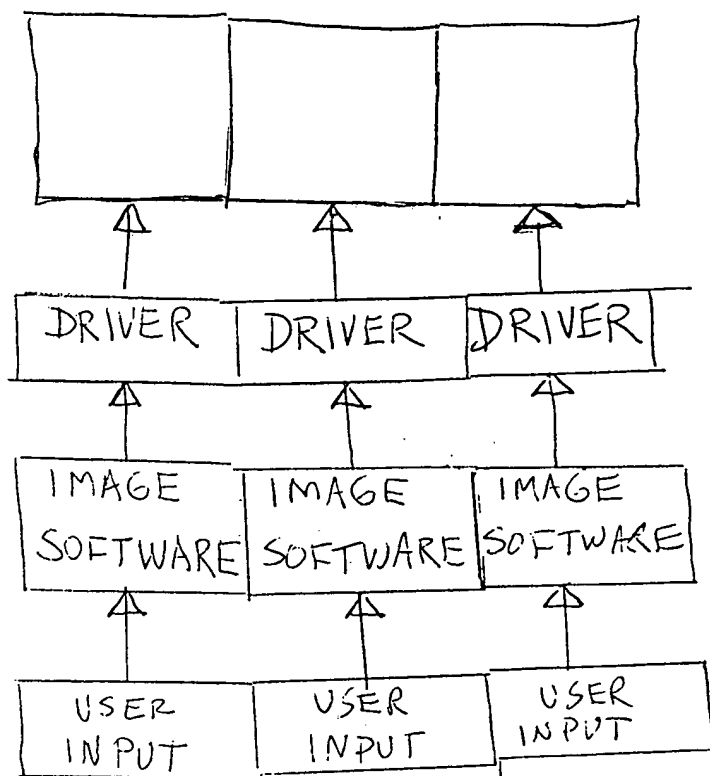 DRIVER DRIVER DRIVER
IMAGE IMAGE IMAGE
SOFTWARE SOFTWARE SOFTWARE
USER USER USER
INPUT INPUT INPUT